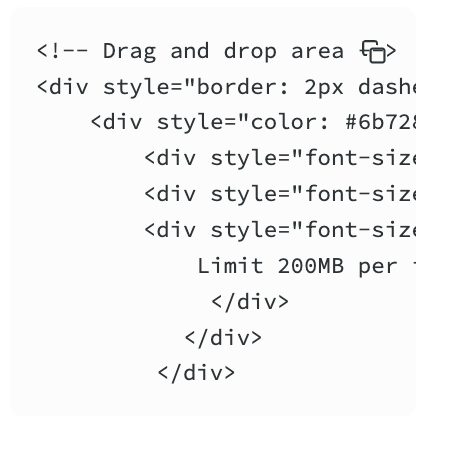 <!-- Drag and drop area -->
<div style="border: 2px dashe
<div style="color: #6b728
<div style="font-size
<div style="font-size
<div style="font-size
Limit 200MB per
</div>
</div>
</div>